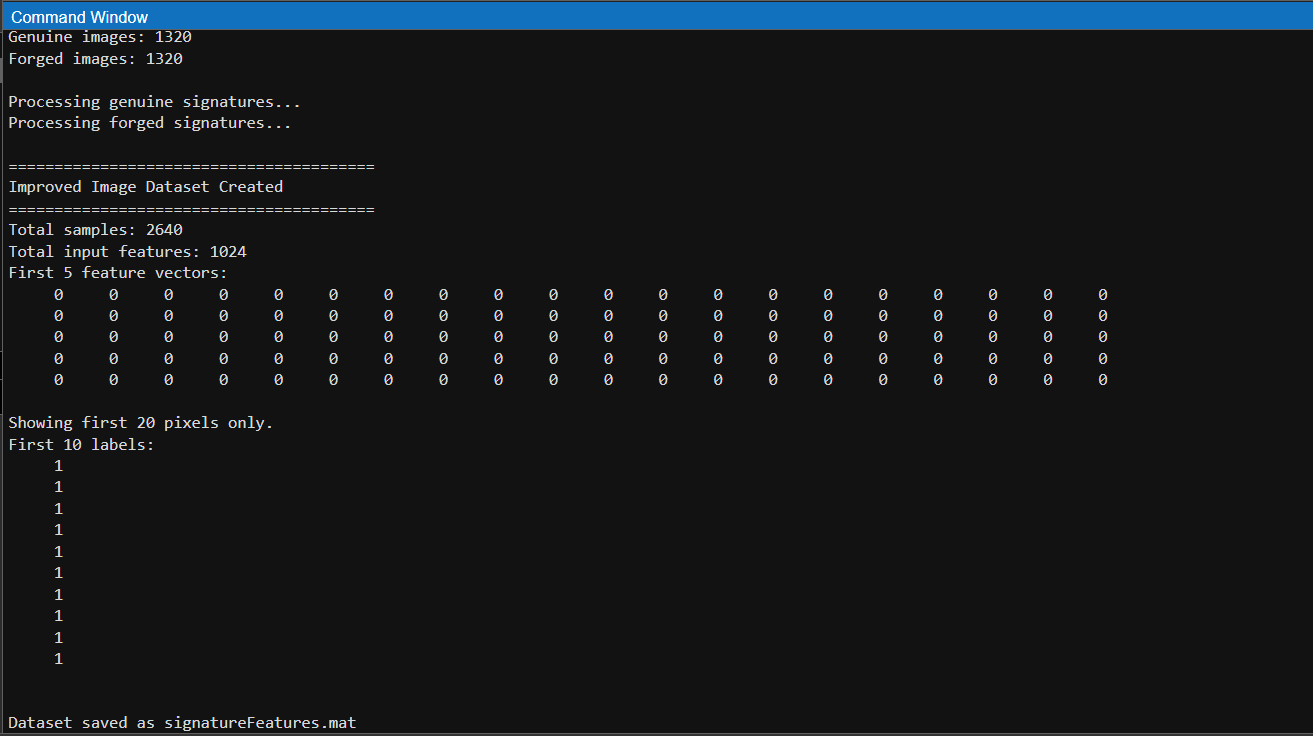 Command Window
Genuine images: 1320
Forged images: 1320
Processing genuine signatures...
Processing forged signatures...
========================================
Improved Image Dataset Created
========================================
Total samples: 2640
Total input features: 1024
First 5 feature vectors:
0 0 0 0 0 0 0 0 0 0 0 0 0 0 0 0 0 0 0 0
0 0 0 0 0 0 0 0 0 0 0 0 0 0 0 0 0 0 0 0
0 0 0 0 0 0 0 0 0 0 0 0 0 0 0 0 0 0 0 0
0 0 0 0 0 0 0 0 0 0 0 0 0 0 0 0 0 0 0 0
0 0 0 0 0 0 0 0 0 0 0 0 0 0 0 0 0 0 0 0
Showing first 20 pixels only.
First 10 labels:
1
1
1
1
1
1
1
1
1
1
Dataset saved as signatureFeatures.mat